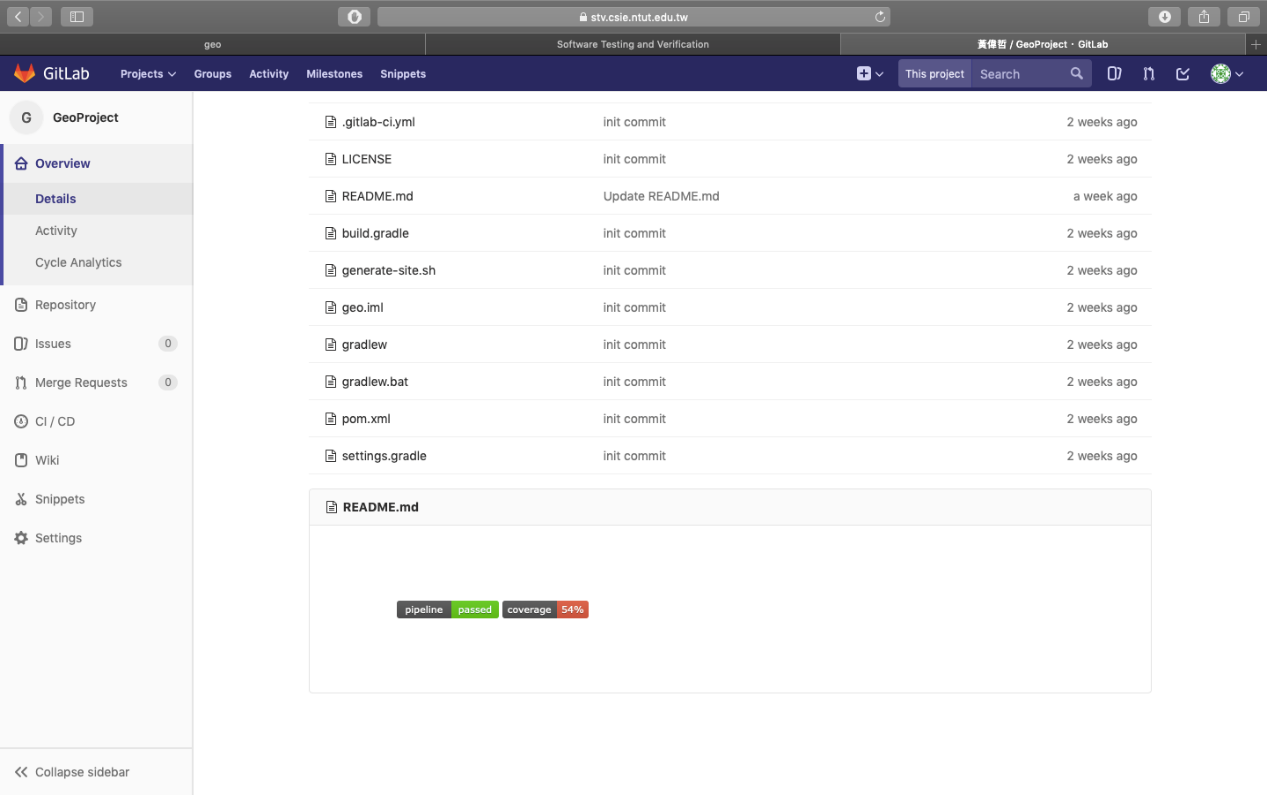 stv.csie.ntut.edu.tw
geo
Software Testing and Verification
黃偉哲 / GeoProject · GitLab
GitLab
Projects
Groups
Activity
Milestones
Snippets
This project
Search
G
GeoProject
Overview
Details
Activity
Cycle Analytics
Repository
Issues 0
Merge Requests 0
CI / CD
Wiki
Snippets
Settings
Collapse sidebar
.gitlab-ci.yml init commit 2 weeks ago
LICENSE init commit 2 weeks ago
README.md Update README.md a week ago
build.gradle init commit 2 weeks ago
generate-site.sh init commit 2 weeks ago
geo.iml init commit 2 weeks ago
gradlew init commit 2 weeks ago
gradlew.bat init commit 2 weeks ago
pom.xml init commit 2 weeks ago
settings.gradle init commit 2 weeks ago
README.md
pipeline passed coverage 54%